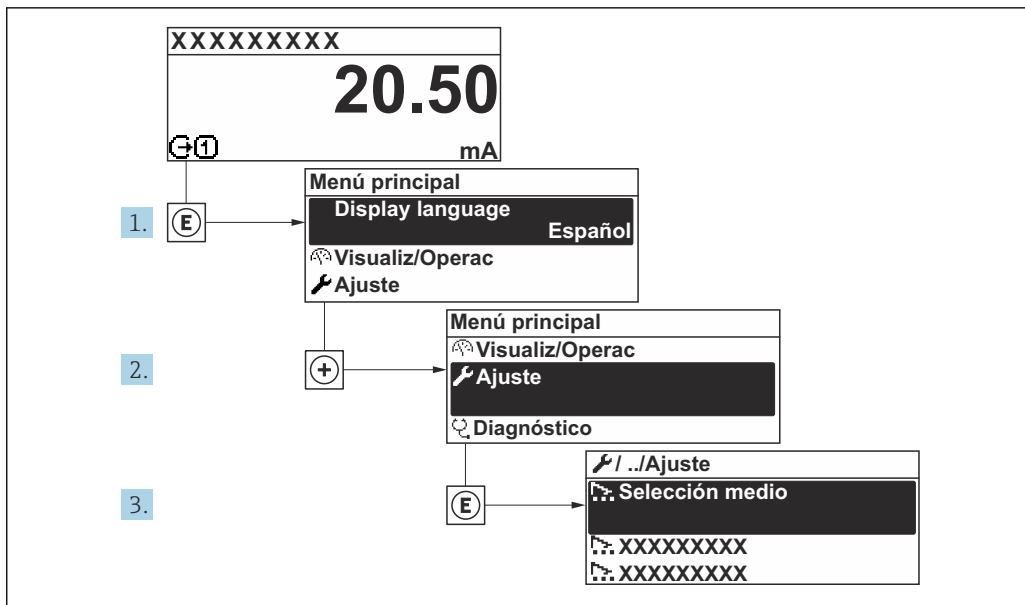 XXXXXXXXX
20.50
1
mA
Menú principal
1.
E
Display language
Español
Visualiz/Operac
Ajuste
Menú principal
Visualiz/Operac
2.
+
Ajuste
Diagnóstico
/ ../Ajuste
3.
E
Selección medio
XXXXXXXXX
XXXXXXXXX